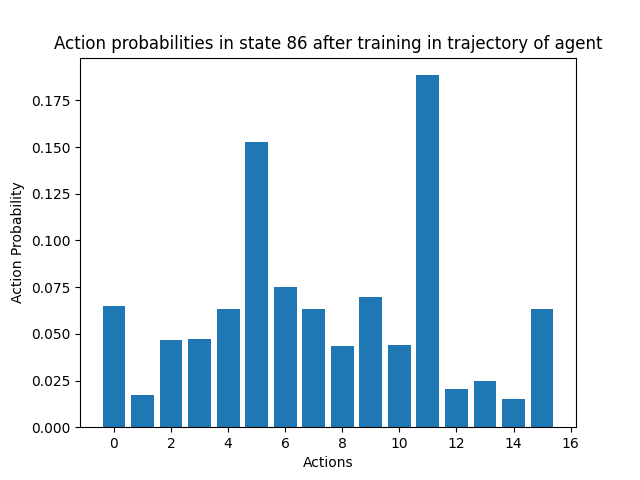 Action probabilities in state 86 after training in trajectory of agent
0.175
0.150
0.125
0.100
0.075
0.050
0.025
0.000
Action Probability
0 2 4 6 8 10 12 14 16
Actions